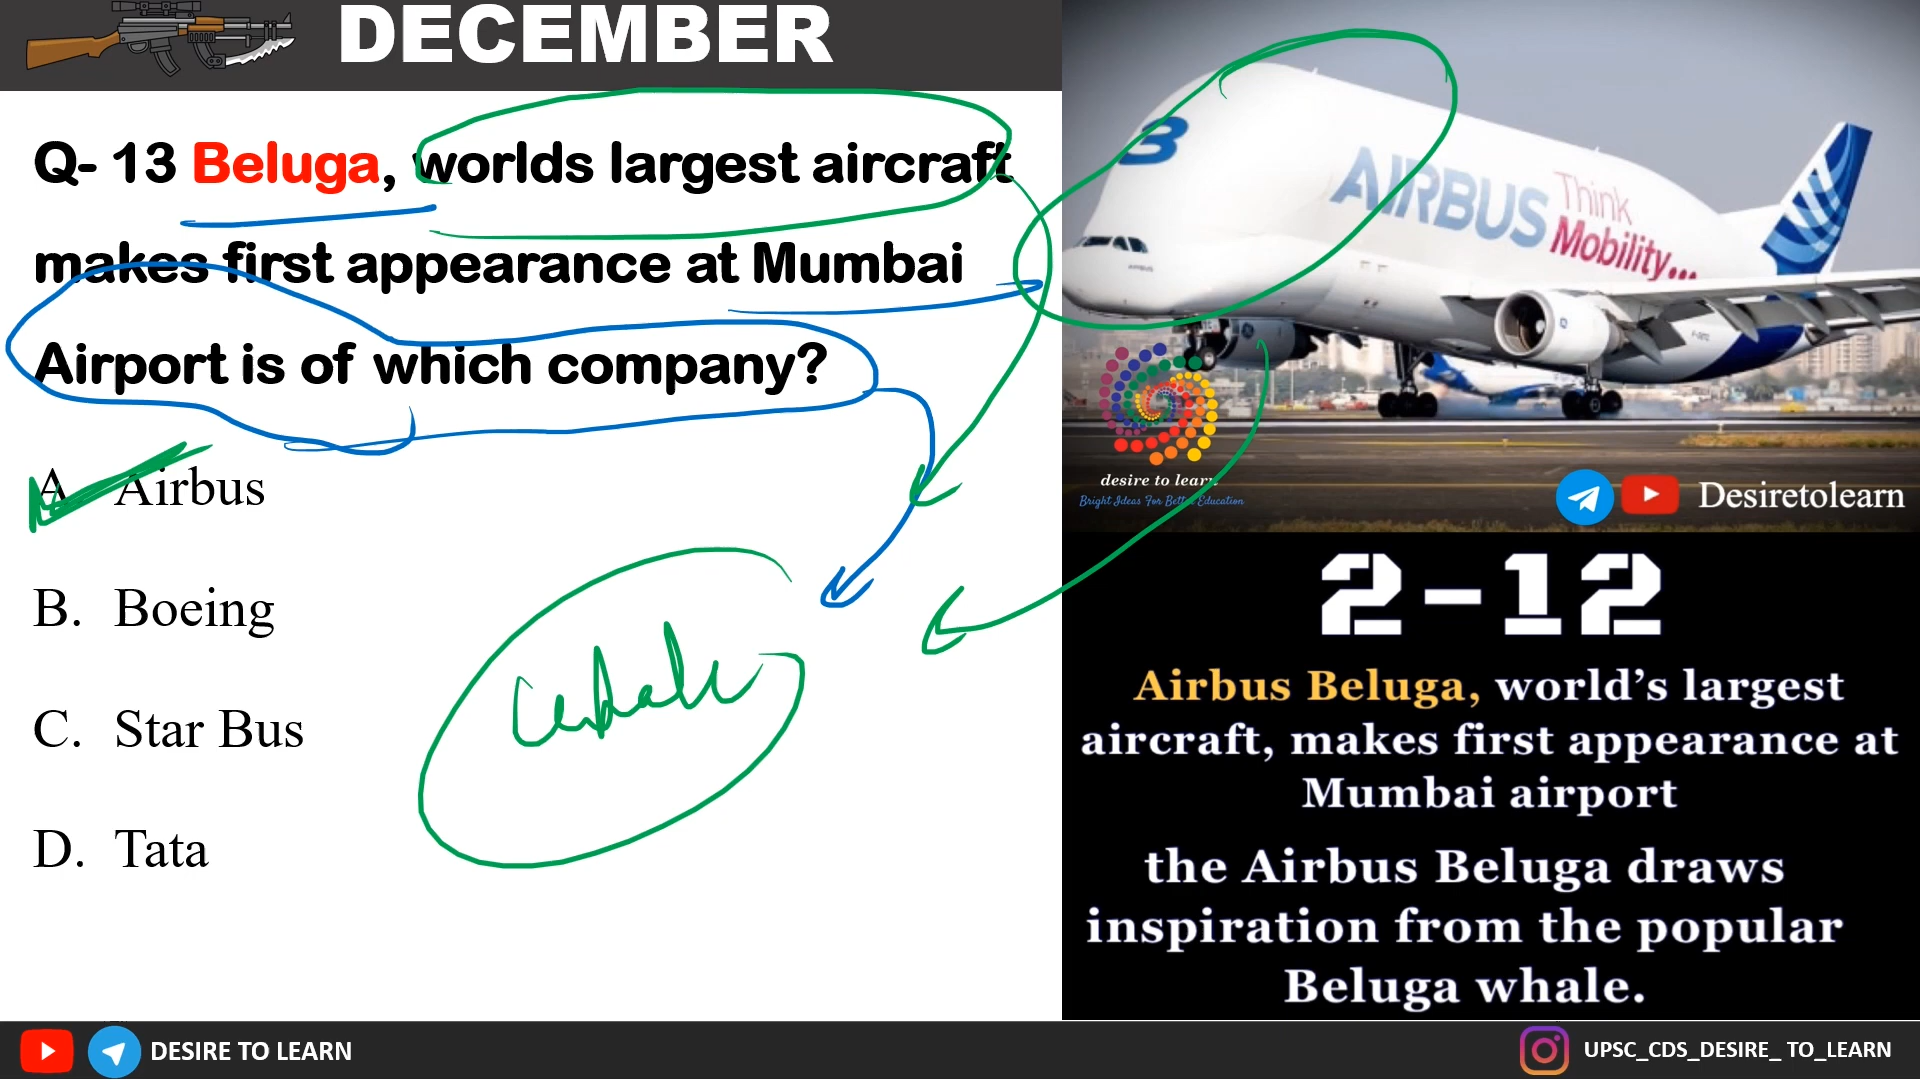 DECEMBER
Q- 13 Beluga, worlds largest aircraft
makes first appearance at Mumbai
Airport is of which company?
A. Airbus
B. Boeing
C. Star Bus
D. Tata
3
AIRBUS Think
Mobility...
desire to learn
Bright Ideas For Better Education
Desiretolearn
2-12
Airbus Beluga, world's largest
aircraft, makes first appearance at
Mumbai airport
the Airbus Beluga draws
inspiration from the popular
Beluga whale.
DESIRE TO LEARN
UPSC_CDS_DESIRE_ TO_LEARN